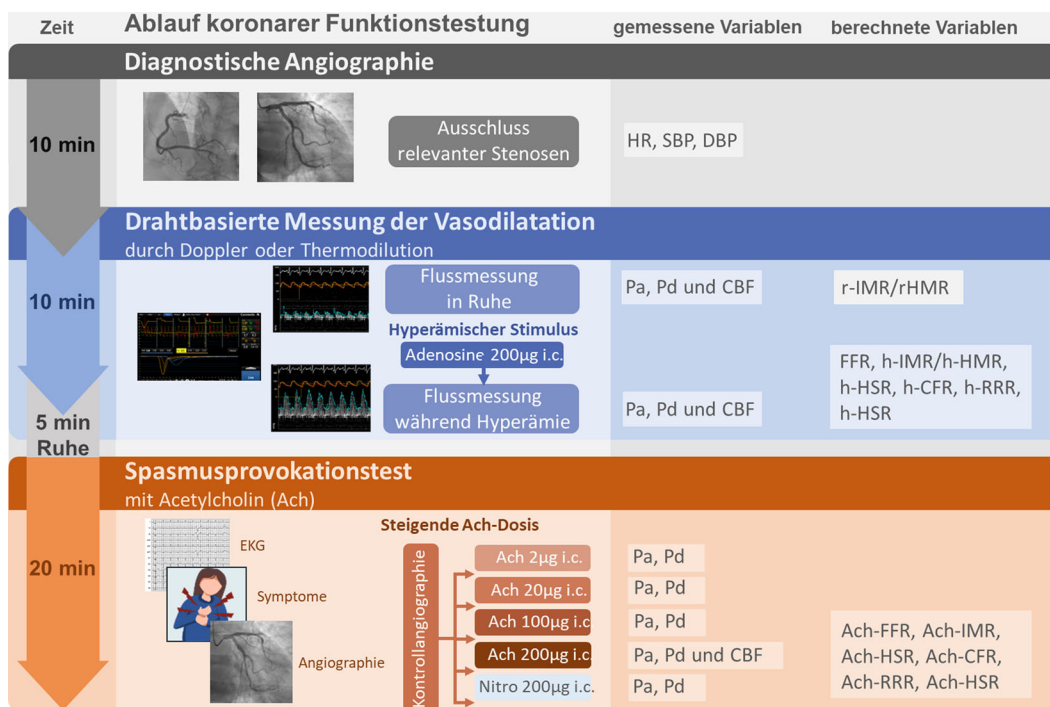 Zeit
Ablauf koronarer Funktionstestung
gemessene Variablen
berechnete Variablen
Diagnostische Angiographie
10 min
Ausschluss
relevanter Stenosen
HR, SBP, DBP
Drahtbasierte Messung der Vasodilatation
durch Doppler oder Thermodilution
10 min
Flussmessung
in Ruhe
Pa, Pd und CBF
r-IMR/rHMR
Hyperämischer Stimulus
Adenosine 200µg i.c.
Flussmessung
während Hyperämie
Pa, Pd und CBF
FFR, h-IMR/h-HMR,
h-HSR, h-CFR, h-RRR,
h-HSR
5 min
Ruhe
Spasmusprovokationstest
mit Acetylcholin (Ach)
20 min
EKG
Symptome
Angiographie
Steigende Ach-Dosis
Kontrollangiographie
Ach 2µg i.c.
Pa, Pd
Ach 20µg i.c.
Pa, Pd
Ach 100µg i.c.
Pa, Pd
Ach 200µg i.c.
Pa, Pd und CBF
Nitro 200µg i.c.
Pa, Pd
Ach-FFR, Ach-IMR,
Ach-HSR, Ach-CFR,
Ach-RRR, Ach-HSR